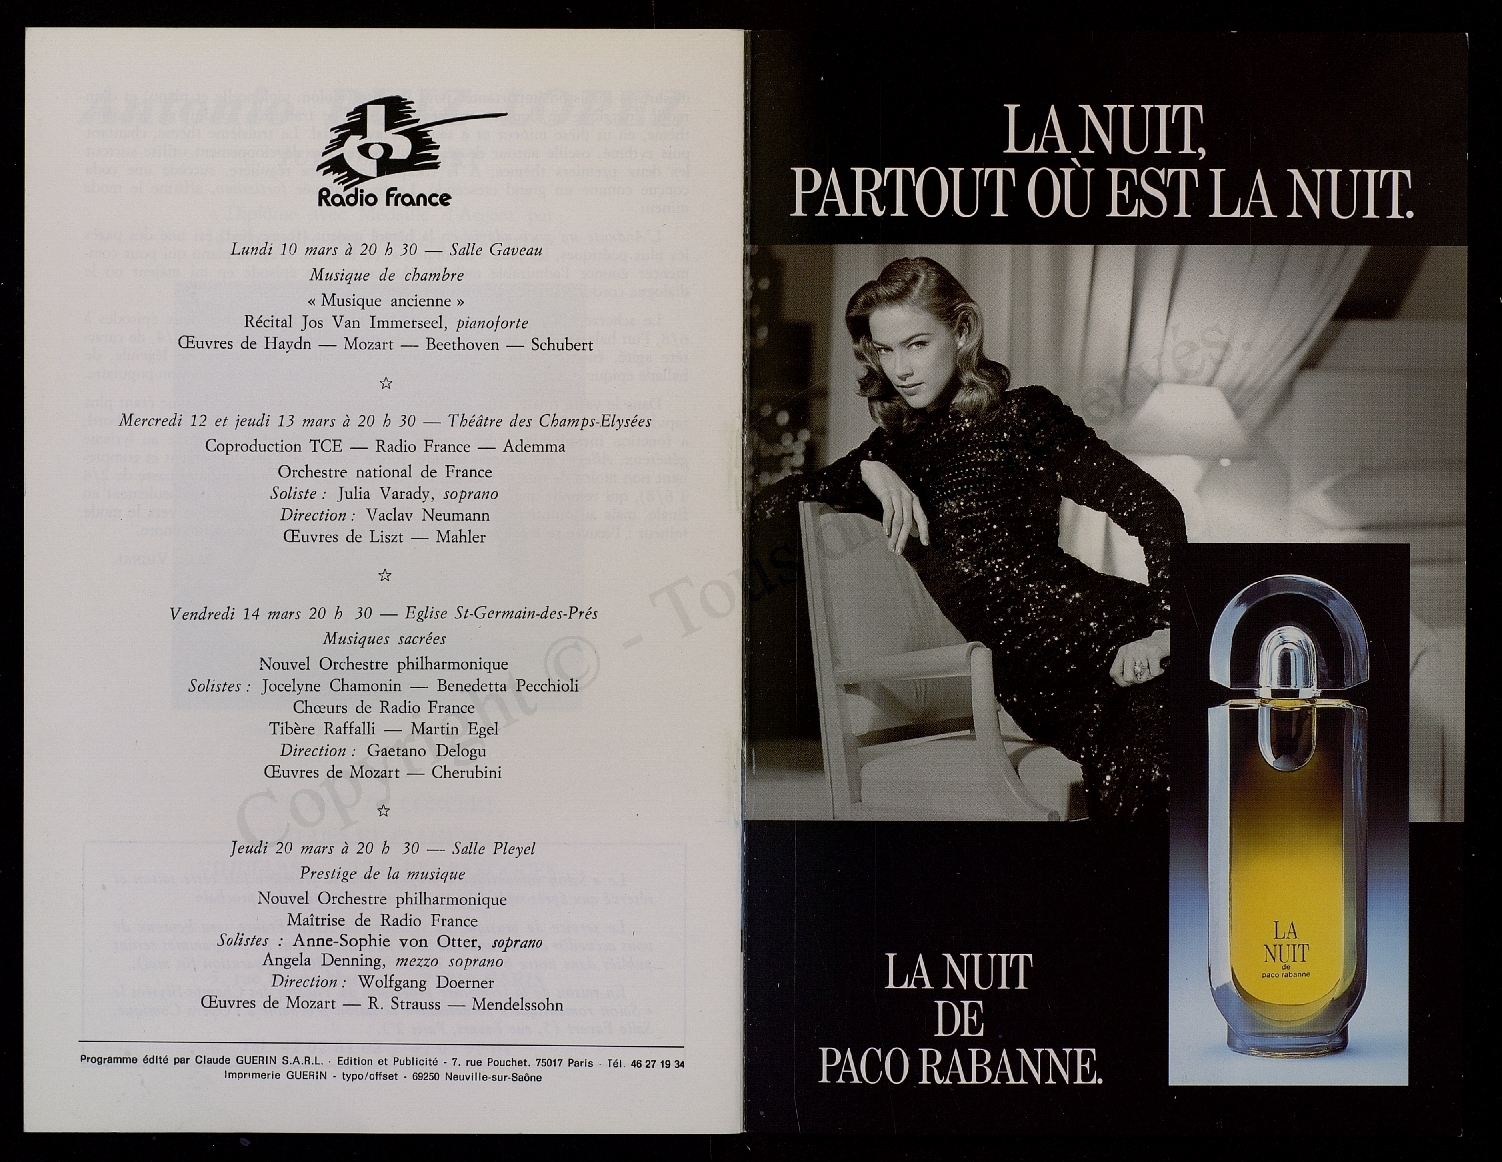 Radio France
Lundi 10 mars à 20 h 30 — Salle Gaveau
Musique de chambre
« Musique ancienne »
Récital Jos Van Immerseel, pianoforte
Œuvres de Haydn — Mozart — Beethoven — Schubert
☆
Mercredi 12 et jeudi 13 mars à 20 h 30 — Théâtre des Champs-Elysées
Coproduction TCE — Radio France — Ademma
Orchestre national de France
Soliste : Julia Varady, soprano
Direction : Vaclav Neumann
Œuvres de Liszt — Mahler
☆
Vendredi 14 mars 20 h 30 — Eglise St-Germain-des-Prés
Musiques sacrées
Nouvel Orchestre philharmonique
Solistes : Jocelyne Chamonin — Benedetta Pecchioli
Chœurs de Radio France
Tibère Raffalli — Martin Egel
Direction : Gaetano Delogu
Œuvres de Mozart — Cherubini
☆
Jeudi 20 mars à 20 h 30 — Salle Pleyel
Prestige de la musique
Nouvel Orchestre philharmonique
Maîtrise de Radio France
Solistes : Anne-Sophie von Otter, soprano
Angela Denning, mezzo soprano
Direction : Wolfgang Doerner
Œuvres de Mozart — R. Strauss — Mendelssohn
Programme édité par Claude GUERIN S.A.R.L. - Edition et Publicité - 7, rue Pouchet, 75017 Paris - Tél. 46 27 19 34
Imprimerie GUERIN - typo/offset - 69250 Neuville-sur-Saône
LA NUIT,
PARTOUT OÙ EST LA NUIT.
LA
NUIT
de
paco rabanne
LA NUIT
DE
PACO RABANNE.
Copyright © - Tous